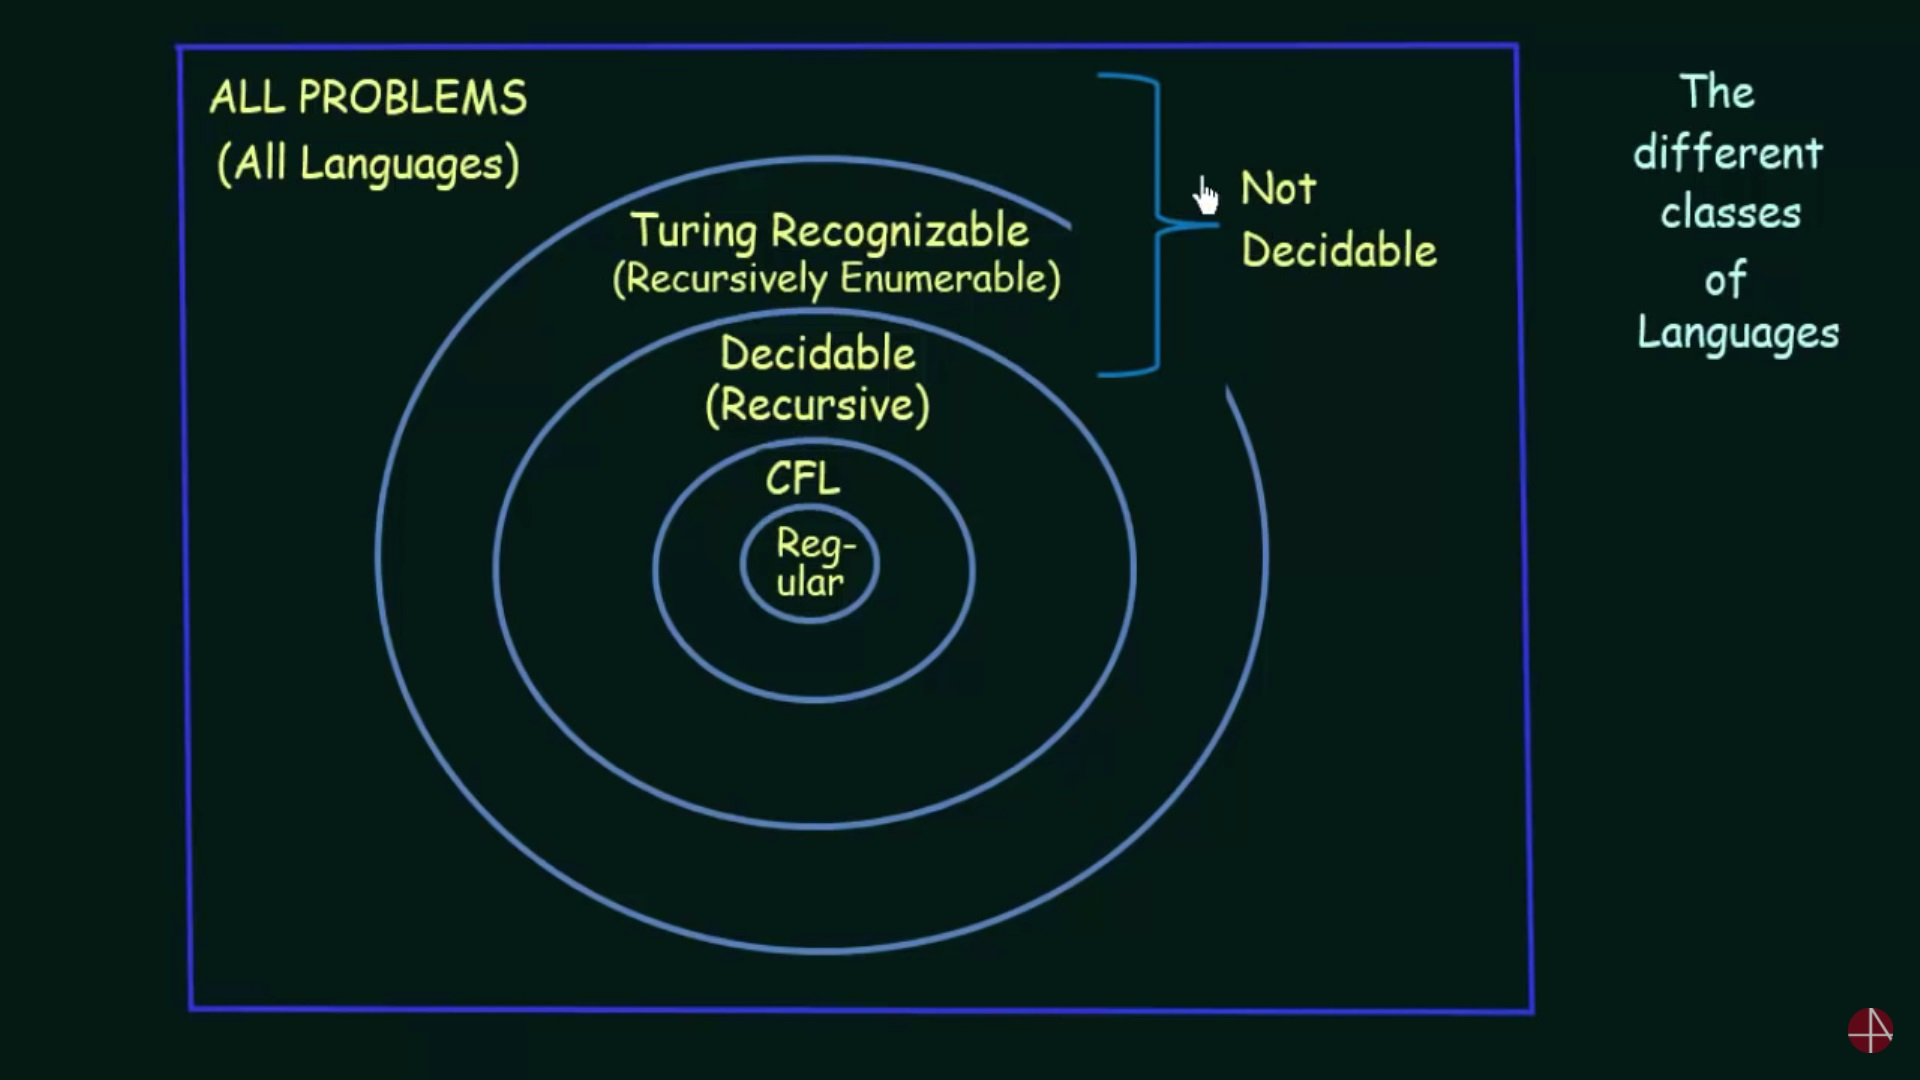 ALL PROBLEMS
(All Languages)
Turing Recognizable
(Recursively Enumerable)
Decidable
(Recursive)
CFL
Reg-
ular
Not
Decidable
The
different
classes
of
Languages